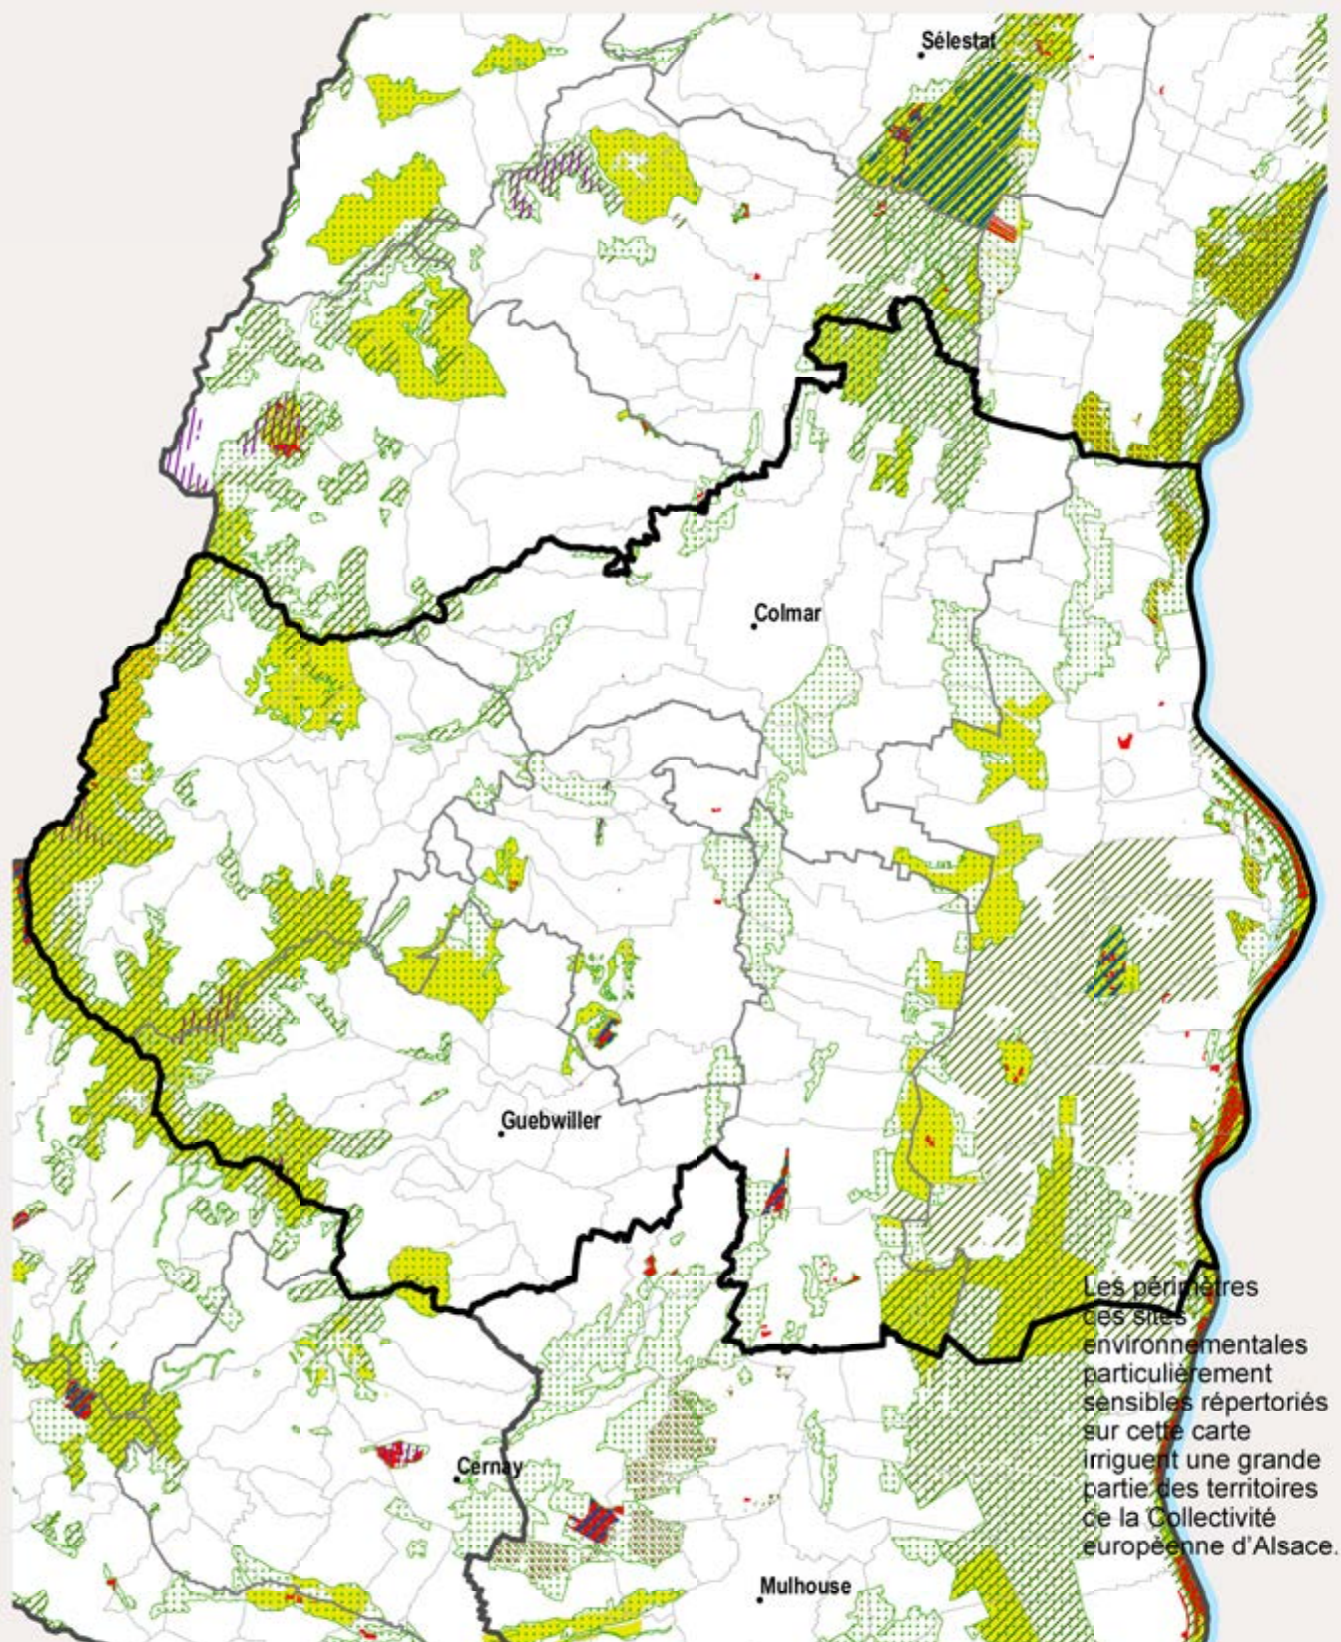 Sélestat
Colmar
Guebwiller
Les périmètres
des sites
environnementales
particulièrement
sensibles répertoriés
sur cette carte
irriguent une grande
partie des territoires
de la Collectivité
européenne d'Alsace.
Cernay
Mulhouse